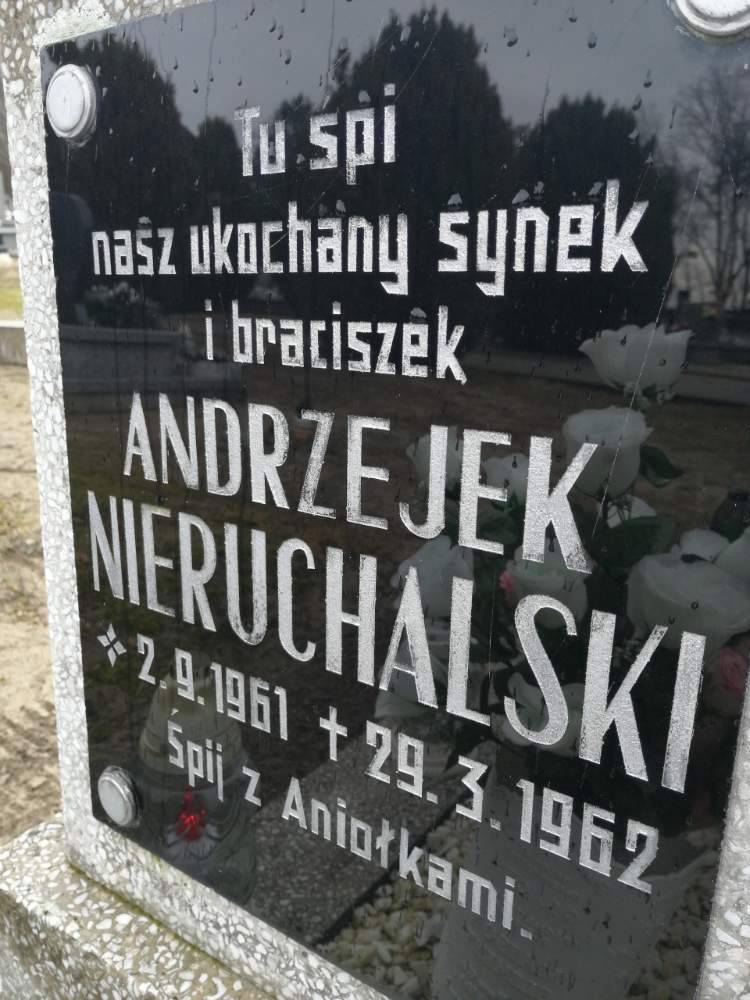 Tu śpi
nasz ukochany synek
i braciszek
ANDRZEJEK
NIERUCHALSKI
2.9.1961 † 29.3.1962
Śpij z Aniołkami.